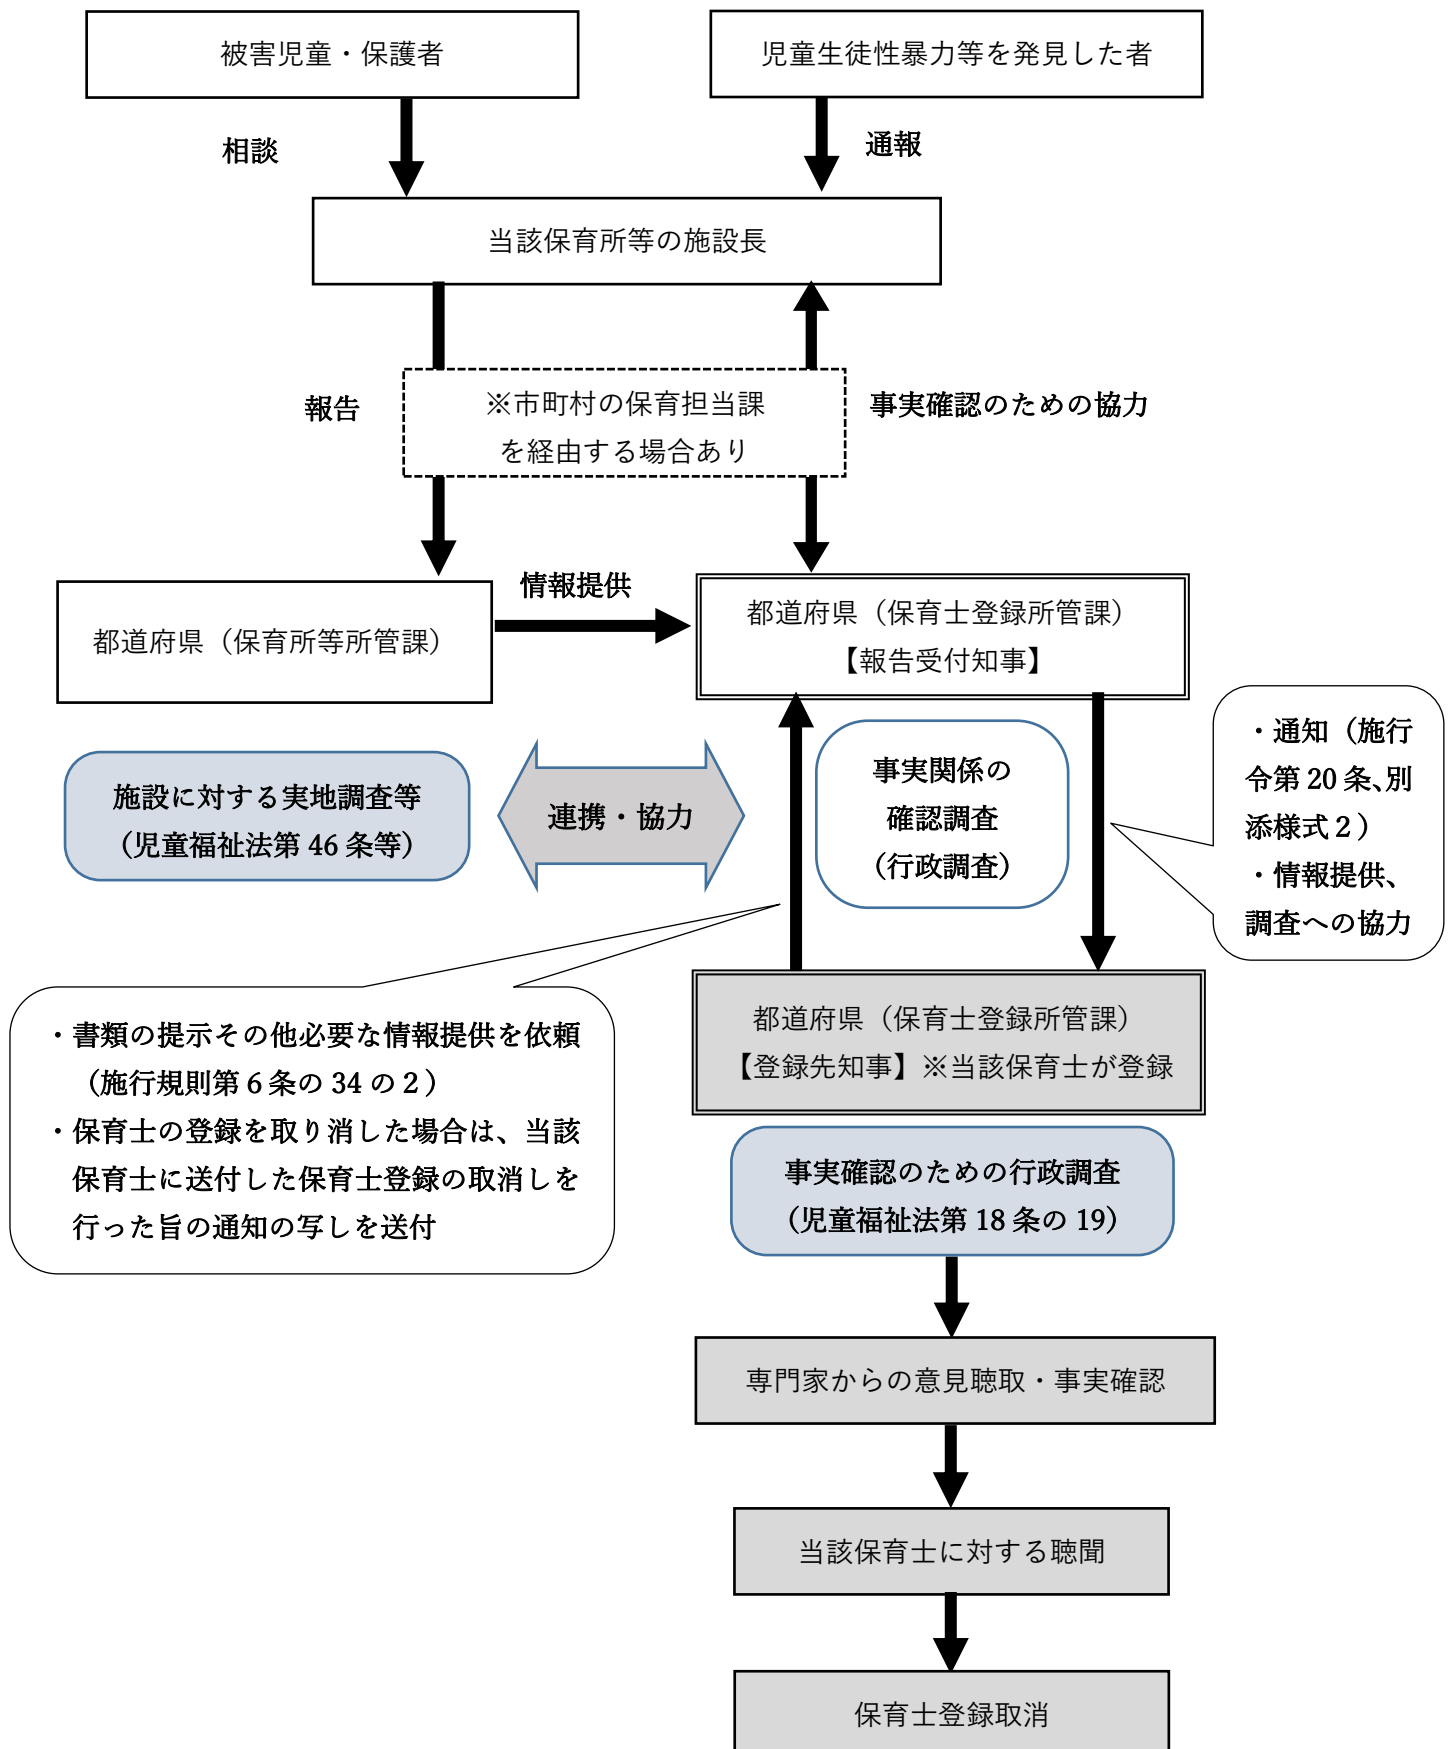 被害児童・保護者
児童生徒性暴力等を発見した者
相談
通報
当該保育所等の施設長
報告
※市町村の保育担当課
を経由する場合あり
事実確認のための協力
情報提供
都道府県（保育所等所管課）
都道府県（保育士登録所管課）
【報告受付知事】
施設に対する実地調査等
（児童福祉法第 46 条等）
連携・協力
事実関係の
確認調査
（行政調査）
・通知（施行
令第 20 条、別
添様式２）
・情報提供、
調査への協力
・書類の提示その他必要な情報提供を依頼
（施行規則第６条の 34 の２）
・保育士の登録を取り消した場合は、当該
保育士に送付した保育士登録の取消しを
行った旨の通知の写しを送付
都道府県（保育士登録所管課）
【登録先知事】※当該保育士が登録
事実確認のための行政調査
（児童福祉法第 18 条の 19）
専門家からの意見聴取・事実確認
当該保育士に対する聴聞
保育士登録取消